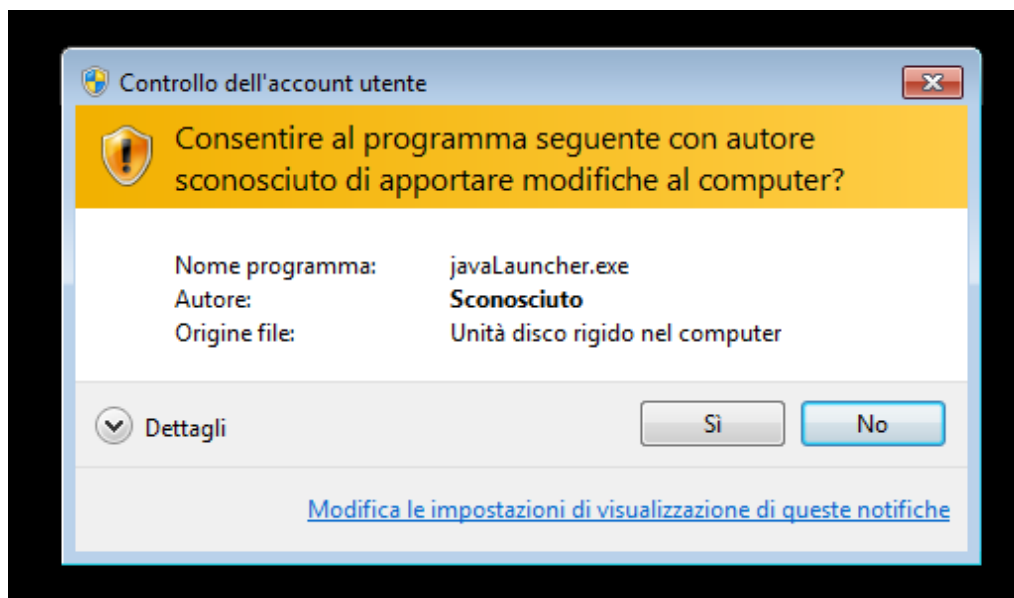 Controllo dell'account utente
Consentire al programma seguente con autore
sconosciuto di apportare modifiche al computer?
Nome programma: javaLauncher.exe
Autore: Sconosciuto
Origine file: Unità disco rigido nel computer
Dettagli Sì No
Modifica le impostazioni di visualizzazione di queste notifiche